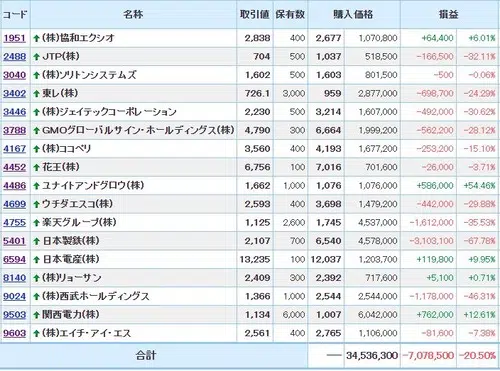 コード 名称 取引値 保有数 購入価格 損益
1951 ↑ (株)協和エクシオ 2,838 400 2,677 1,070,800 +64,400 +6.01%
2488 ↑ JTP(株) 704 500 1,037 518,500 -166,500 -32.11%
3040 ↑ (株)ソリトンシステムズ 1,602 500 1,603 801,500 -500 -0.06%
3402 ↑ 東レ(株) 726.1 3,000 959 2,877,000 -698,700 -24.29%
3446 ↑ (株)ジェイテックコーポレーション 2,230 500 3,214 1,607,000 -492,000 -30.62%
3788 ↑ GMOグローバルサイン・ホールディングス(株) 4,790 300 6,664 1,999,200 -562,200 -28.12%
4167 ↑ (株)ココペリ 3,560 400 4,193 1,677,200 -253,200 -15.10%
4452 ↑ 花王(株) 6,756 100 7,016 701,600 -26,000 -3.71%
4486 ↑ ユナイトアンドグロウ(株) 1,662 1,000 1,076 1,076,000 +586,000 +54.46%
4699 ↑ ウチダエスコ(株) 2,593 400 3,698 1,479,200 -442,000 -29.88%
4755 ↑ 楽天グループ(株) 1,125 2,600 1,745 4,537,000 -1,612,000 -35.53%
5401 ↑ 日本製鉄(株) 2,107 700 6,540 4,578,000 -3,103,100 -67.78%
6594 ↑ 日本電産(株) 13,235 100 12,037 1,203,700 +119,800 +9.95%
8140 ↑ (株)リョーサン 2,409 300 2,392 717,600 +5,100 +0.71%
9024 ↑ (株)西武ホールディングス 1,366 1,000 2,544 2,544,000 -1,178,000 -46.31%
9503 ↑ 関西電力(株) 1,134 6,000 1,007 6,042,000 +762,000 +12.61%
9603 ↑ (株)エイチ・アイ・エス 2,561 400 2,765 1,106,000 -81,600 -7.38%
合計 ── 34,536,300 -7,078,500 -20.50%